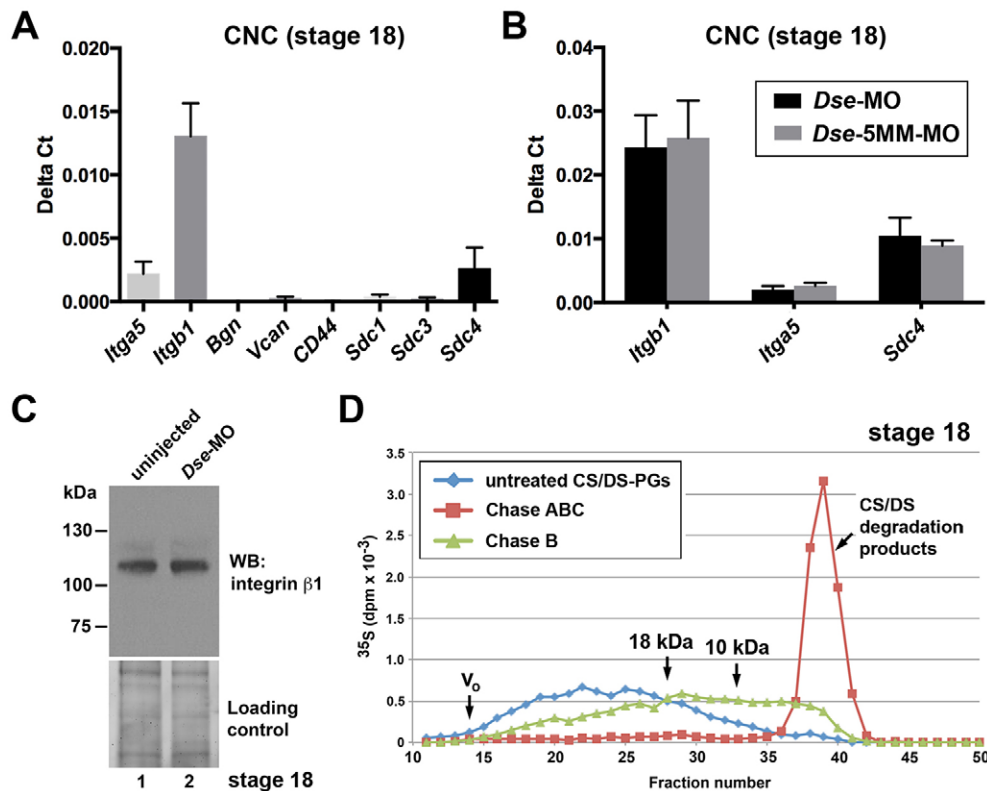 A
CNC (stage 18)
Delta Ct
0.020
0.015
0.010
0.005
0.000
Itga5
Itgb1
Bgn
Vcan
CD44
Sdc1
Sdc3
Sdc4
B
CNC (stage 18)
Delta Ct
0.04
0.03
0.02
0.01
0.00
Dse-MO
Dse-5MM-MO
Itgb1
Itga5
Sdc4
C
uninjected
Dse-MO
kDa
130
100
75
WB:
integrin β1
Loading
control
1 2 stage 18
D
stage 18
35S (dpm x 10-3)
3.5
3.0
2.5
2.0
1.5
1.0
0.5
0
untreated CS/DS-PGs
Chase ABC
Chase B
CS/DS
degradation
products
Vo
18 kDa
10 kDa
10 15 20 25 30 35 40 45 50
Fraction number